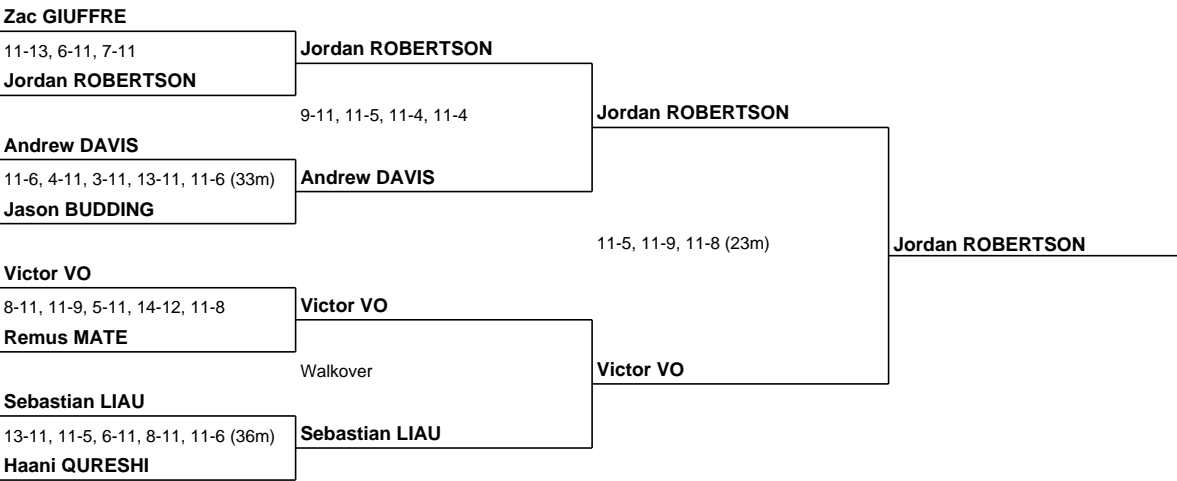 Zac GIUFFRE
11-13, 6-11, 7-11
Jordan ROBERTSON
Jordan ROBERTSON
9-11, 11-5, 11-4, 11-4
Jordan ROBERTSON
Andrew DAVIS
11-6, 4-11, 3-11, 13-11, 11-6 (33m)
Andrew DAVIS
Jason BUDDING
11-5, 11-9, 11-8 (23m)
Jordan ROBERTSON
Victor VO
8-11, 11-9, 5-11, 14-12, 11-8
Victor VO
Remus MATE
Walkover
Victor VO
Sebastian LIAU
13-11, 11-5, 6-11, 8-11, 11-6 (36m)
Sebastian LIAU
Haani QURESHI